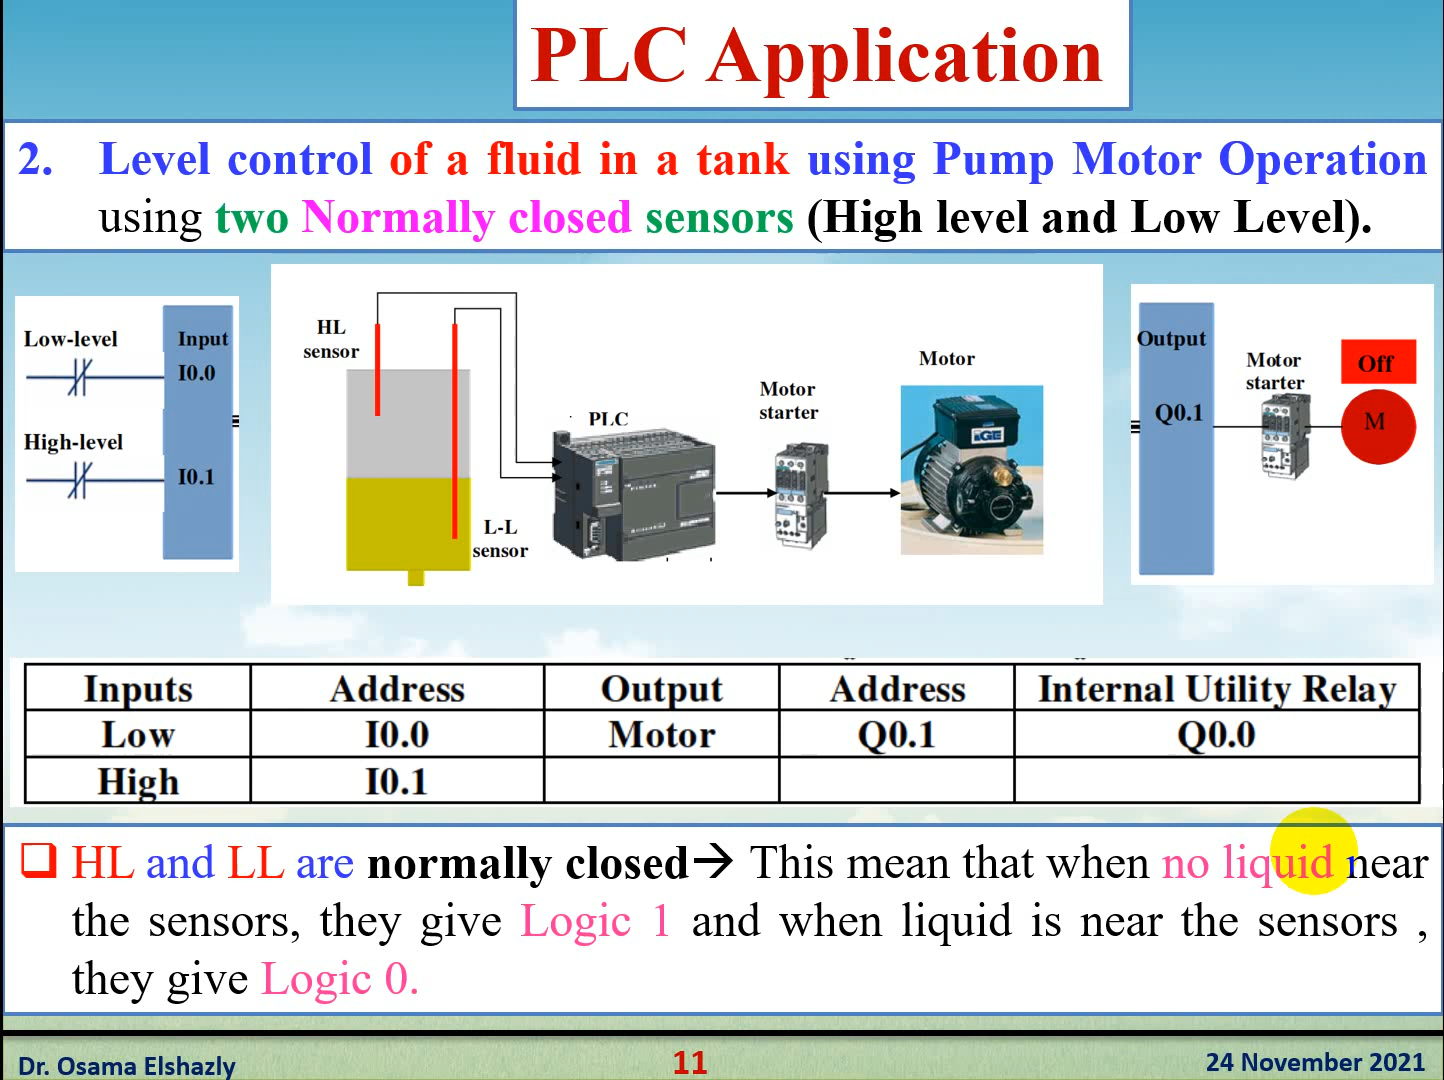 PLC Application
2. Level control of a fluid in a tank using Pump Motor Operation
using two Normally closed sensors (High level and Low Level).
Low-level
Input
I0.0
High-level
I0.1
HL
sensor
L-L
sensor
PLC
Motor
starter
Motor
GE
Output
Q0.1
Motor
starter
Off
M
Inputs Address Output Address Internal Utility Relay
Low I0.0 Motor Q0.1 Q0.0
High I0.1
❑ HL and LL are normally closed→ This mean that when no liquid near
the sensors, they give Logic 1 and when liquid is near the sensors ,
they give Logic 0.
Dr. Osama Elshazly 11 24 November 2021